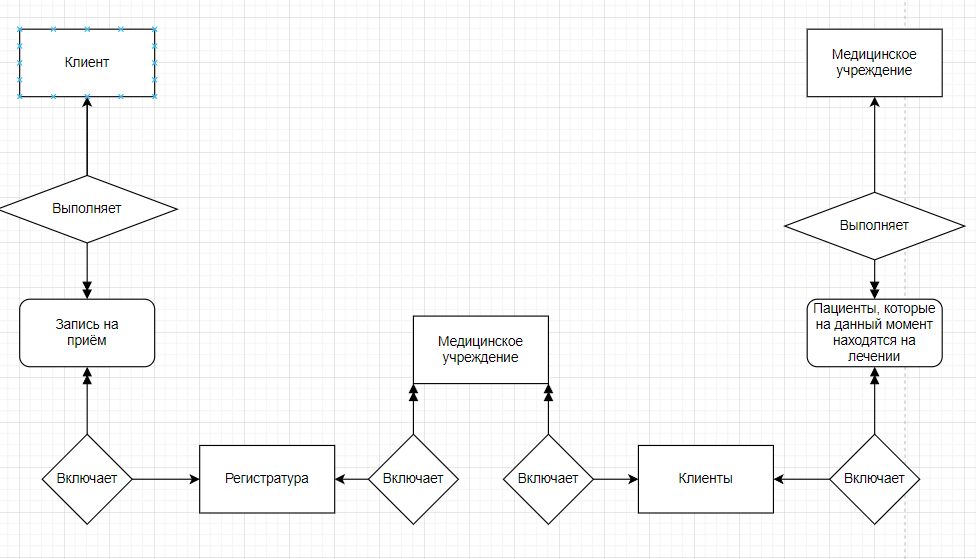 Клиент
Медицинское
учреждение
Выполняет
Выполняет
Запись на
приём
Медицинское
учреждение
Пациенты, которые
на данный момент
находятся на
лечении
Включает
Регистратура
Включает
Включает
Клиенты
Включает